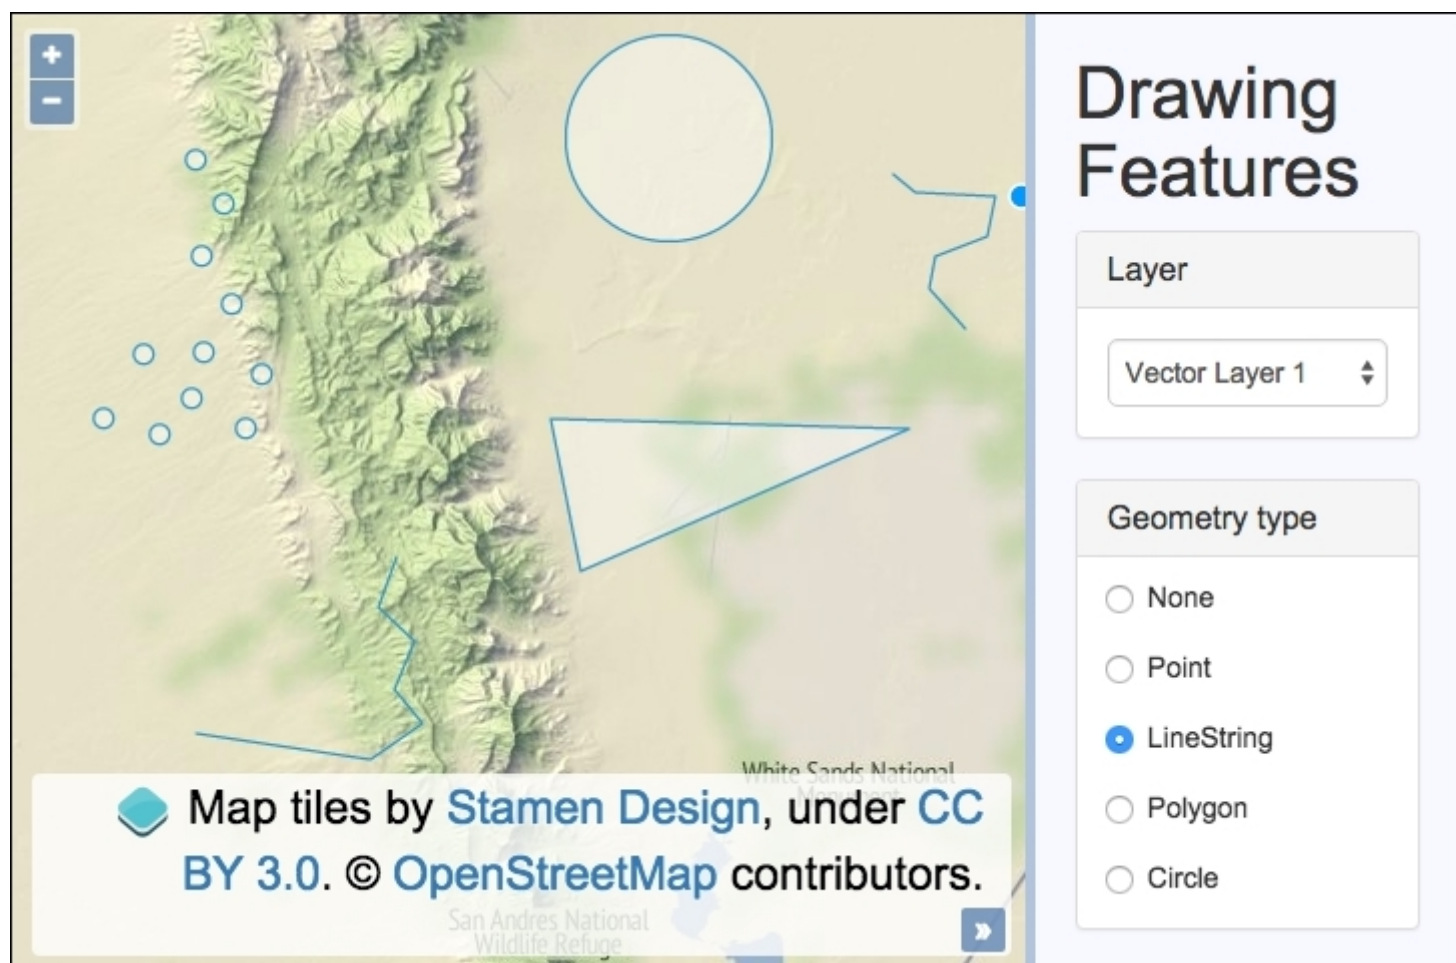 +
−
Drawing
Features
Layer
Vector Layer 1
Geometry type
None
Point
LineString
Polygon
Circle
White Sands National
Monument
Map tiles by Stamen Design, under CC
BY 3.0. © OpenStreetMap contributors.
San Andres National
Wildlife Refuge
»